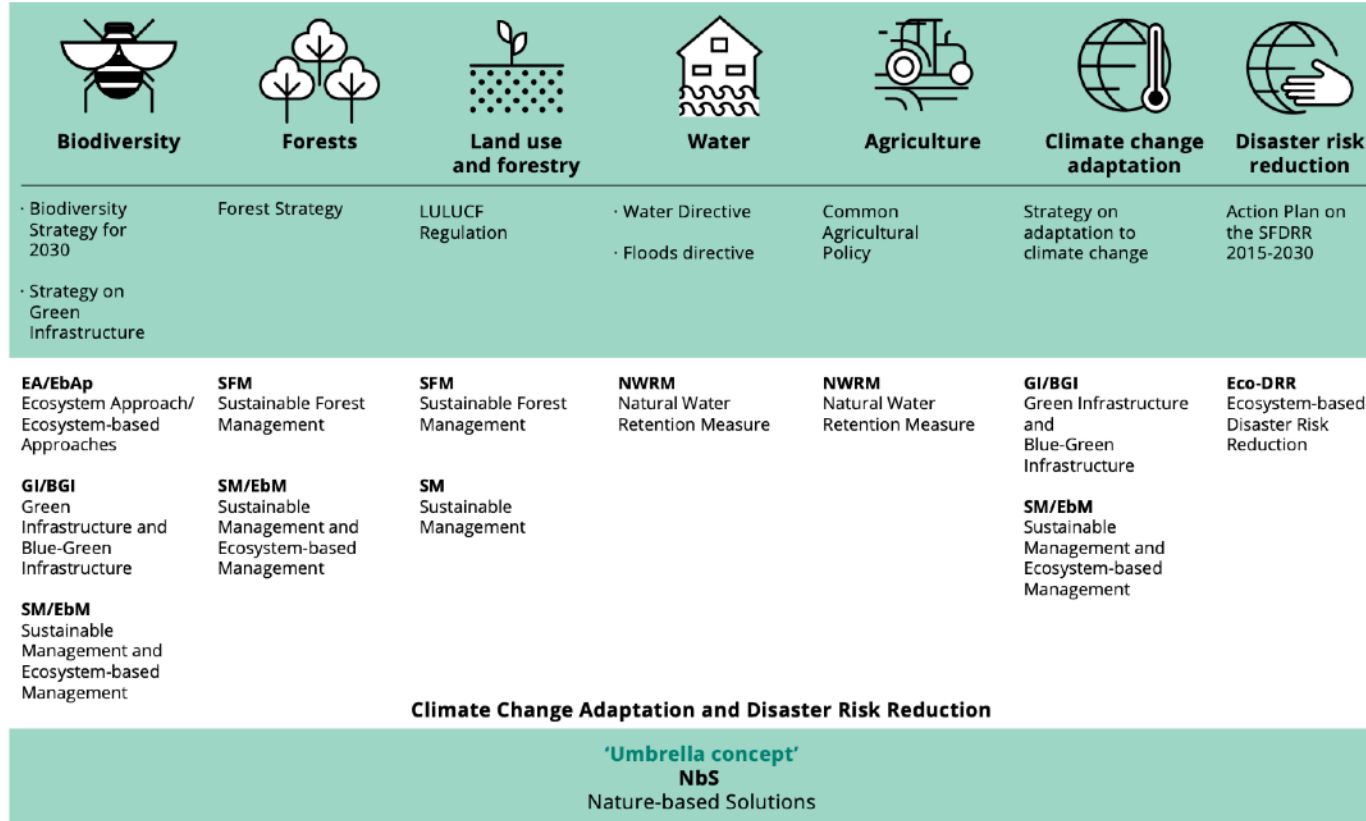 Biodiversity
Forests
Land use
and forestry
Water
Agriculture
Climate change
adaptation
Disaster risk
reduction
· Biodiversity
Strategy for
2030
· Strategy on
Green
Infrastructure
Forest Strategy
LULUCF
Regulation
· Water Directive
· Floods directive
Common
Agricultural
Policy
Strategy on
adaptation to
climate change
Action Plan on
the SFDRR
2015-2030
EA/EbAp
Ecosystem Approach/
Ecosystem-based
Approaches
GI/BGI
Green
Infrastructure and
Blue-Green
Infrastructure
SM/EbM
Sustainable
Management and
Ecosystem-based
Management
SFM
Sustainable Forest
Management
SM/EbM
Sustainable
Management and
Ecosystem-based
Management
SFM
Sustainable Forest
Management
SM
Sustainable
Management
NWRM
Natural Water
Retention Measure
NWRM
Natural Water
Retention Measure
GI/BGI
Green Infrastructure
and
Blue-Green
Infrastructure
SM/EbM
Sustainable
Management and
Ecosystem-based
Management
Eco-DRR
Ecosystem-based
Disaster Risk
Reduction
Climate Change Adaptation and Disaster Risk Reduction
‘Umbrella concept’
NbS
Nature-based Solutions